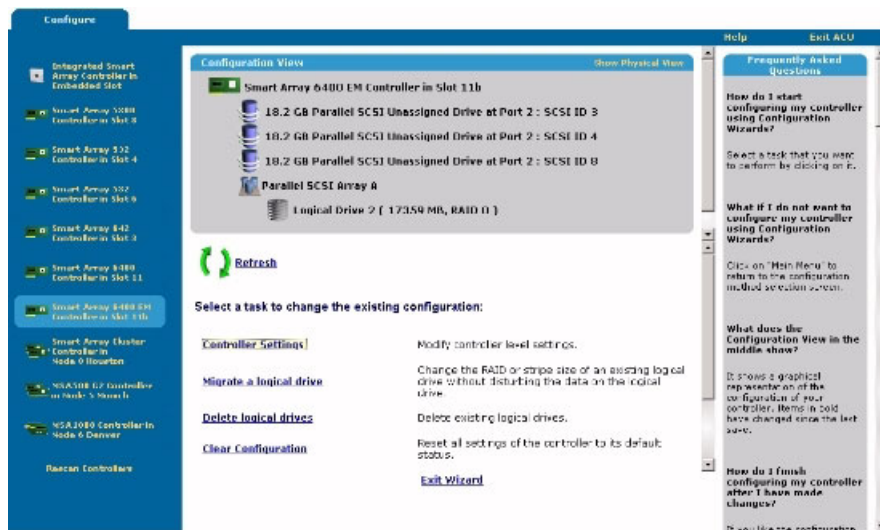 Configure
Help
Exit ACU
Integrated Smart
Array Controller in
Embedded Slot
Smart Array 5300
Controller in Slot 8
Smart Array 532
Controller in Slot 4
Smart Array 532
Controller in Slot 6
Smart Array 642
Controller in Slot 3
Smart Array 6400
Controller in Slot 11
Smart Array 6400 EM
Controller in Slot 11b
Smart Array Cluster
Controller in
Node 0 Houston
MSA500 G2 Controller
in Node 5 Munich
MSA1000 Controller in
Node 6 Denver
Rescan Controllers
Configuration View
Show Physical View
Smart Array 6400 EM Controller in Slot 11b
18.2 GB Parallel SCSI Unassigned Drive at Port 2 : SCSI ID 3
18.2 GB Parallel SCSI Unassigned Drive at Port 2 : SCSI ID 4
18.2 GB Parallel SCSI Unassigned Drive at Port 2 : SCSI ID 8
Parallel SCSI Array A
Logical Drive 2 ( 17359 MB, RAID 0 )
Refresh
Select a task to change the existing configuration:
Controller Settings
Modify controller level settings.
Migrate a logical drive
Change the RAID or stripe size of an existing logical
drive without disturbing the data on the logical
drive.
Delete logical drives
Delete existing logical drives.
Clear Configuration
Reset all settings of the controller to its default
status.
Exit Wizard
Frequently Asked
Questions
How do I start
configuring my controller
using Configuration
Wizards?
Select a task that you want
to perform by clicking on it.
What if I do not want to
configure my controller
using Configuration
Wizards?
Click on "Main Menu" to
return to the configuration
method selection screen.
What does the
Configuration View in the
middle show?
It shows a graphical
representation of the
configuration of your
controller. Items in bold
have changed since the last
save.
How do I finish
configuring my controller
after I have made
changes?
If you like the configuration